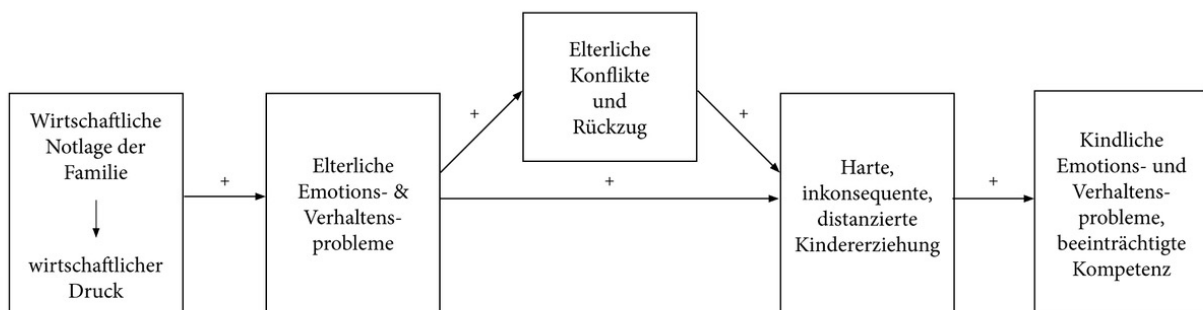 Wirtschaftliche
Notlage der
Familie
wirtschaftlicher
Druck
+
Elterliche
Emotions- &
Verhaltens-
probleme
+
Elterliche
Konflikte
und
Rückzug
+
+
Harte,
inkonsequente,
distanzierte
Kindererziehung
+
Kindliche
Emotions- und
Verhaltens-
probleme,
beeinträchtigte
Kompetenz